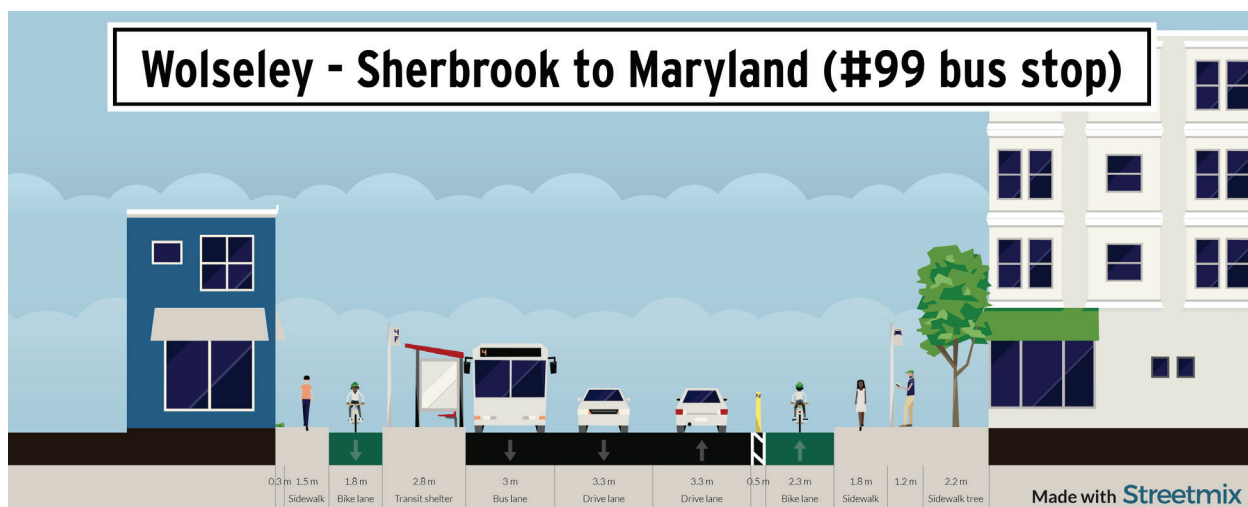 Wolseley - Sherbrook to Maryland (#99 bus stop)
4
F
4
0.3 m 1.5 m 1.8 m 2.8 m 3 m 3.3 m 3.3 m 0.5 m 2.3 m 1.8 m 1.2 m 2.2 m
Sidewalk Bike lane Transit shelter Bus lane Drive lane Drive lane Bike lane Sidewalk Sidewalk tree
Made with Streetmix